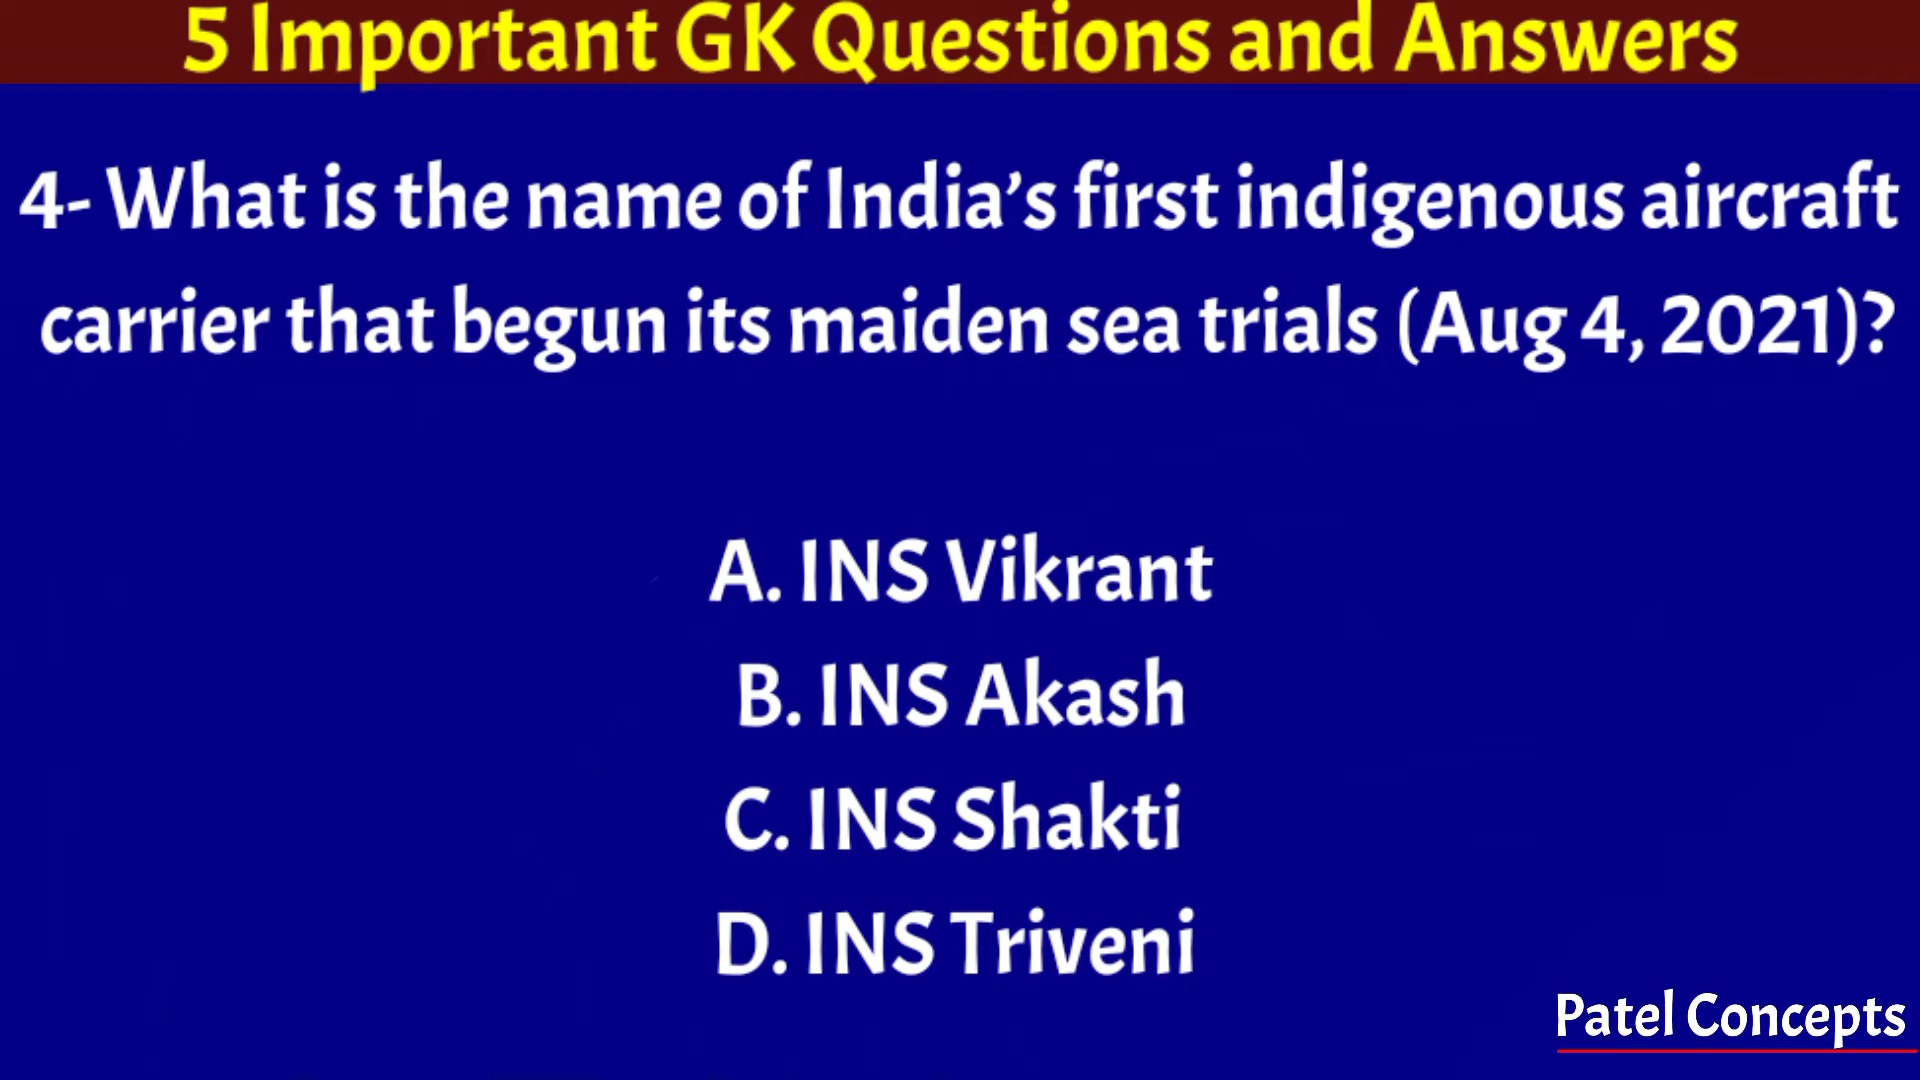 5 Important GK Questions and Answers
4- What is the name of India’s first indigenous aircraft
carrier that begun its maiden sea trials (Aug 4, 2021)?
A. INS Vikrant
B. INS Akash
C. INS Shakti
D. INS Triveni
Patel Concepts